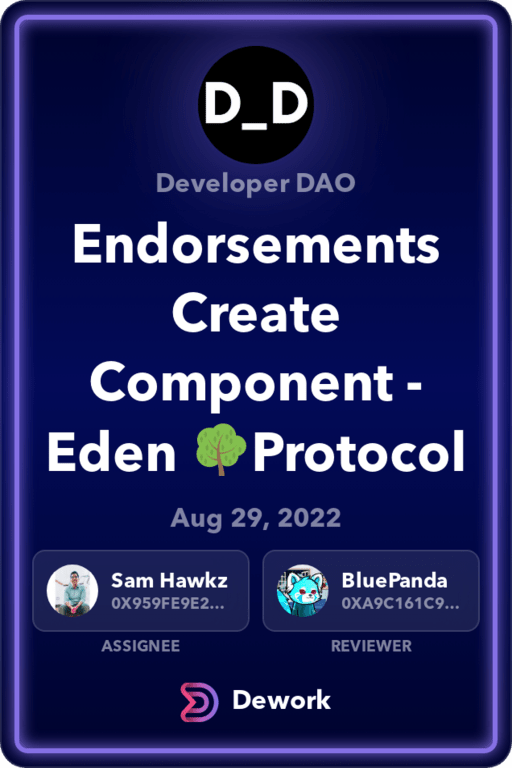 D_D
Developer DAO
Endorsements
Create
Component -
Eden 🌳Protocol
Aug 29, 2022
Sam Hawkz
0X959FE9E2...
ASSIGNEE
BluePanda
0XA9C161C9...
REVIEWER
Dework